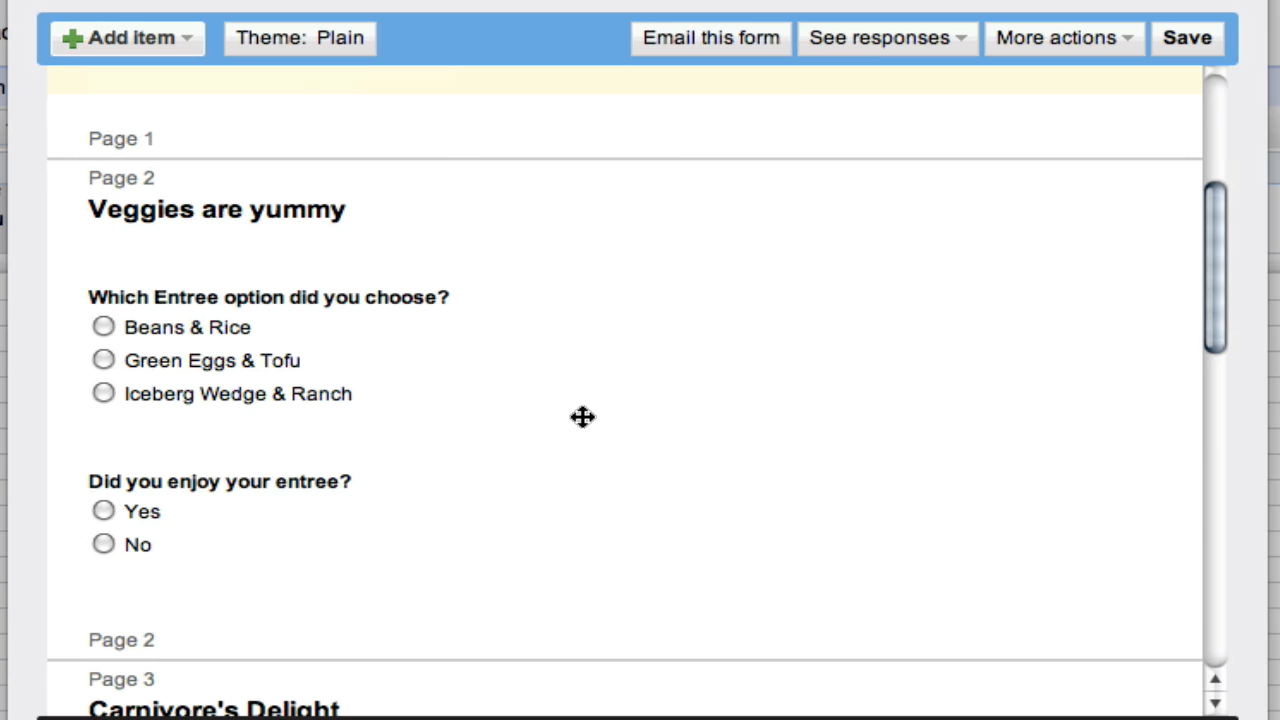 Add item Theme: Plain Email this form See responses More actions Save
Page 1
Page 2
Veggies are yummy
Which Entree option did you choose?
Beans & Rice
Green Eggs & Tofu
Iceberg Wedge & Ranch
Did you enjoy your entree?
Yes
No
Page 2
Page 3
Carnivore's Delight